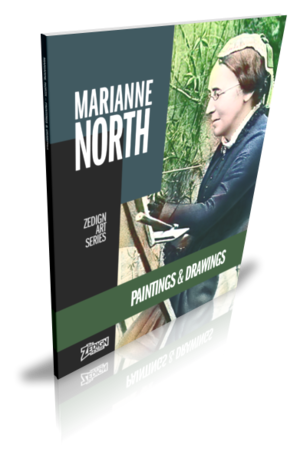 MARIANNE
NORTH
ZEDIGN
ART
SERIES
PAINTINGS & DRAWINGS
ZEDIGN